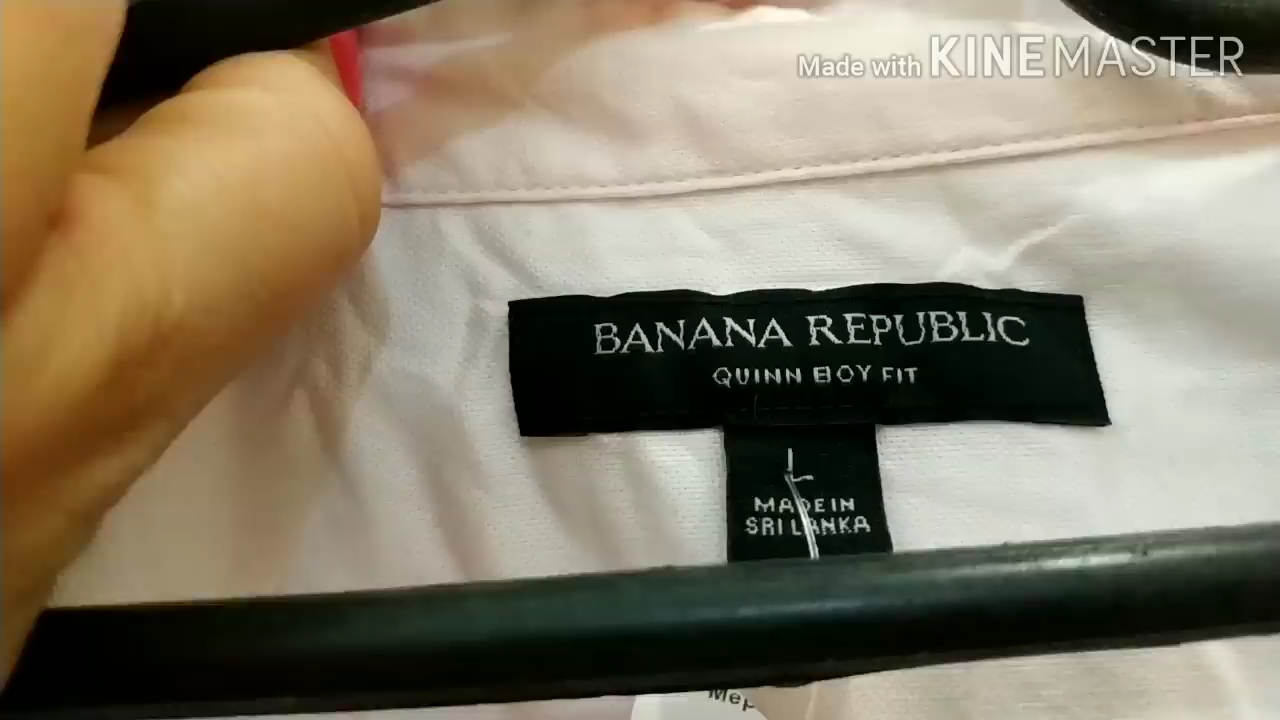 Made with KINEMASTER
BANANA REPUBLIC
QUINN BOY FIT
L
MADE IN
SRI LANKA